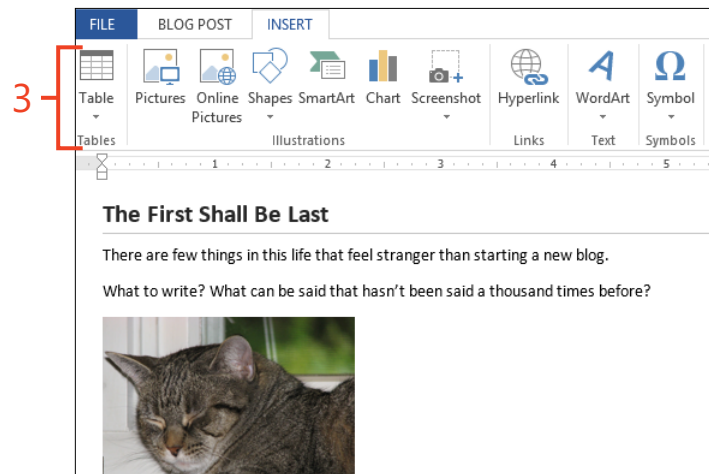 FILE BLOG POST INSERT
3
Table Pictures Online Pictures Shapes SmartArt Chart Screenshot Hyperlink WordArt Symbol
Tables Illustrations Links Text Symbols
1 2 3 4 5
The First Shall Be Last
There are few things in this life that feel stranger than starting a new blog.
What to write? What can be said that hasn't been said a thousand times before?